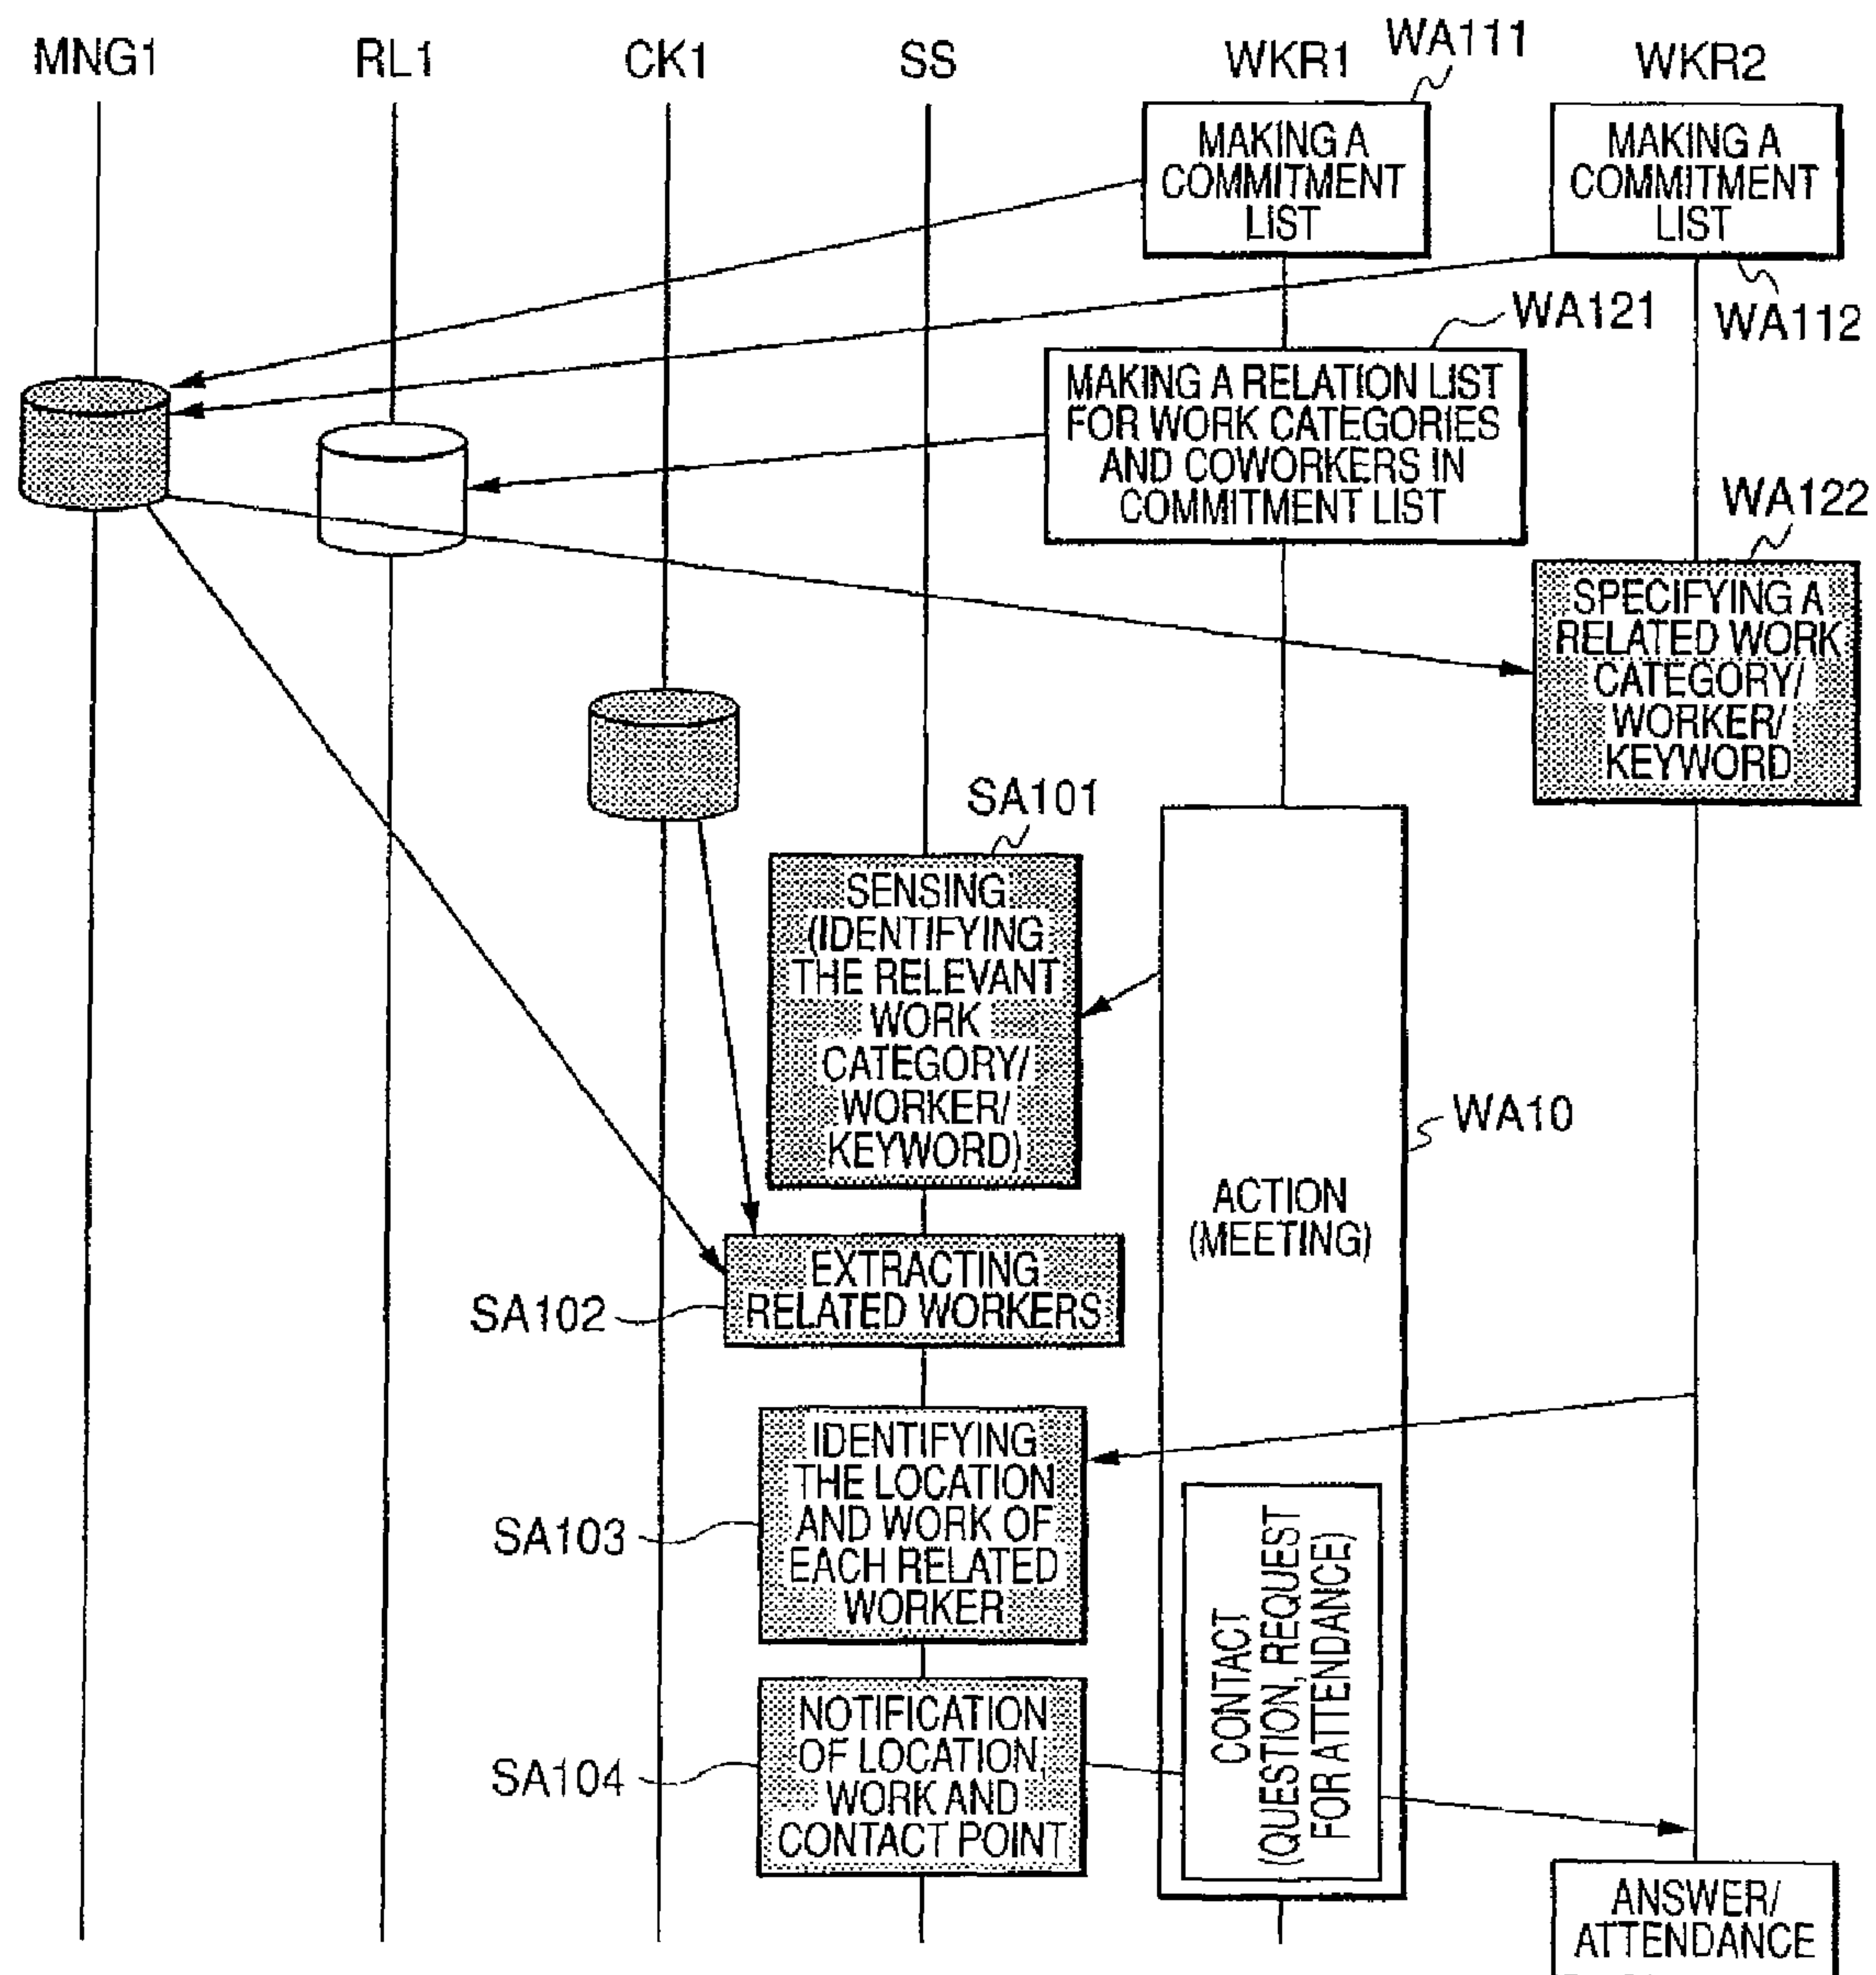 MNG1
RL1
CK1
SS
WKR1
WA111
WKR2
MAKING A
COMMITMENT
LIST
MAKING A
COMMITMENT
LIST
WA112
WA121
MAKING A RELATION LIST
FOR WORK CATEGORIES
AND COWORKERS IN
COMMITMENT LIST
WA122
SPECIFYING A
RELATED WORK
CATEGORY/
WORKER/
KEYWORD
SA101
SENSING
(IDENTIFYING
THE RELEVANT
WORK
CATEGORY/
WORKER/
KEYWORD)
WA10
ACTION
(MEETING)
EXTRACTING
RELATED WORKERS
SA102
IDENTIFYING
THE LOCATION
AND WORK OF
EACH RELATED
WORKER
SA103
CONTACT
(QUESTION, REQUEST
FOR ATTENDANCE)
NOTIFICATION
OF LOCATION,
WORK AND
CONTACT POINT
SA104
ANSWER/
ATTENDANCE